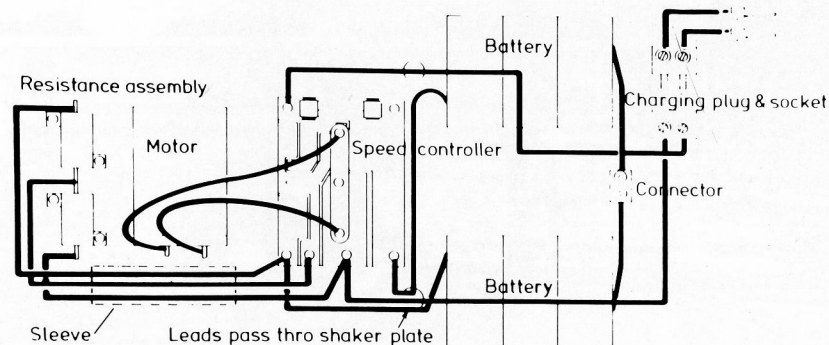 Battery
Resistance assembly
Charging plug & socket
Motor
Speed controller
Connector
Battery
Sleeve
Leads pass thro shaker plate